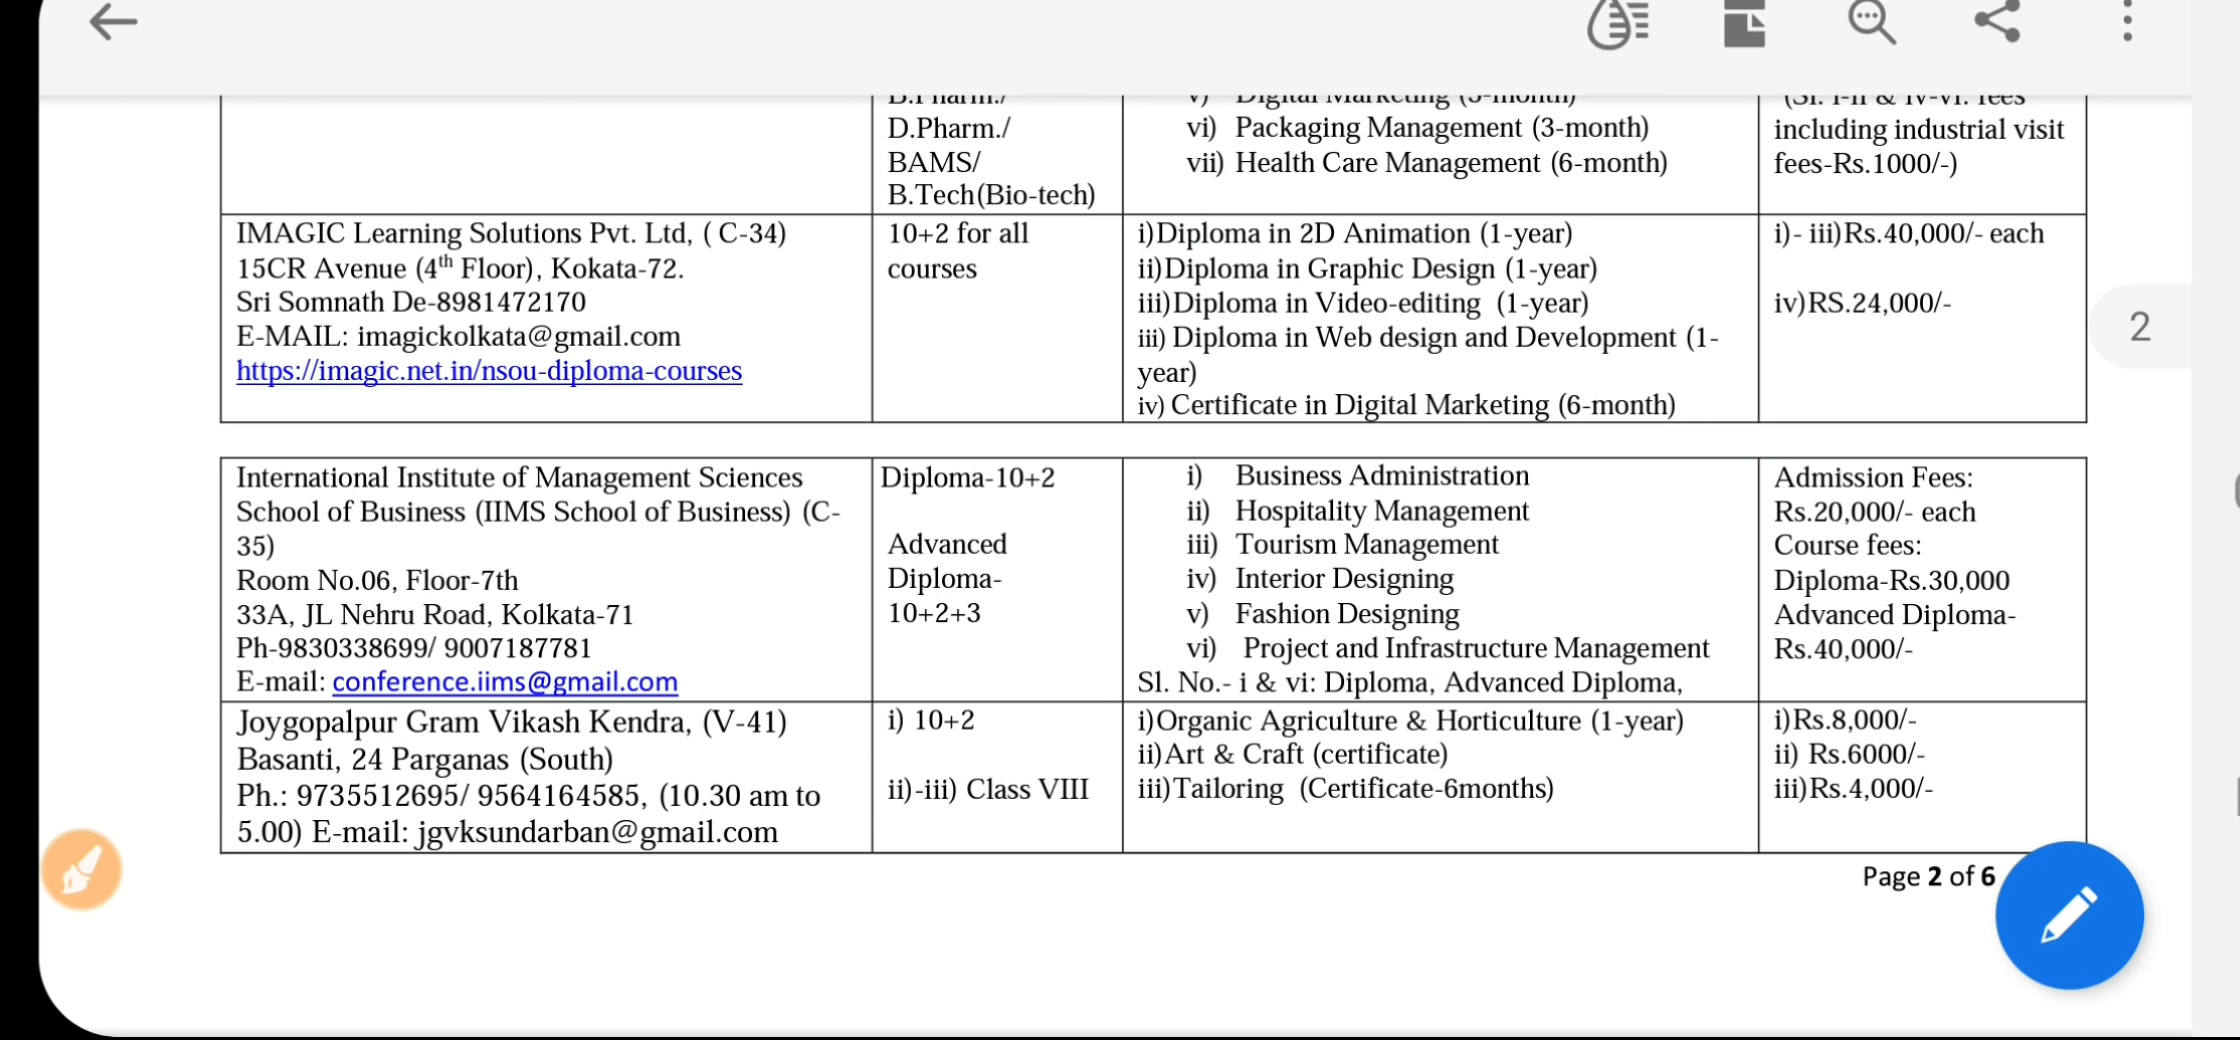 B.Pharm./
D.Pharm./
BAMS/
B.Tech(Bio-tech)
v) Digital Marketing (3-month)
vi) Packaging Management (3-month)
vii) Health Care Management (6-month)
(Sl. I-II & IV-VI: fees
including industrial visit
fees-Rs.1000/-)
IMAGIC Learning Solutions Pvt. Ltd, ( C-34)
15CR Avenue (4th Floor), Kokata-72.
Sri Somnath De-8981472170
E-MAIL: imagickolkata@gmail.com
https://imagic.net.in/nsou-diploma-courses
10+2 for all
courses
i)Diploma in 2D Animation (1-year)
ii)Diploma in Graphic Design (1-year)
iii)Diploma in Video-editing (1-year)
iii) Diploma in Web design and Development (1-
year)
iv) Certificate in Digital Marketing (6-month)
i)- iii)Rs.40,000/- each
iv)RS.24,000/-
2
International Institute of Management Sciences
School of Business (IIMS School of Business) (C-
35)
Room No.06, Floor-7th
33A, JL Nehru Road, Kolkata-71
Ph-9830338699/ 9007187781
E-mail: conference.iims@gmail.com
Diploma-10+2
Advanced
Diploma-
10+2+3
i) Business Administration
ii) Hospitality Management
iii) Tourism Management
iv) Interior Designing
v) Fashion Designing
vi) Project and Infrastructure Management
Sl. No.- i & vi: Diploma, Advanced Diploma,
Admission Fees:
Rs.20,000/- each
Course fees:
Diploma-Rs.30,000
Advanced Diploma-
Rs.40,000/-
Joygopalpur Gram Vikash Kendra, (V-41)
Basanti, 24 Parganas (South)
Ph.: 9735512695/ 9564164585, (10.30 am to
5.00) E-mail: jgvksundarban@gmail.com
i) 10+2
ii)-iii) Class VIII
i)Organic Agriculture & Horticulture (1-year)
ii)Art & Craft (certificate)
iii)Tailoring (Certificate-6months)
i)Rs.8,000/-
ii) Rs.6000/-
iii)Rs.4,000/-
Page 2 of 6